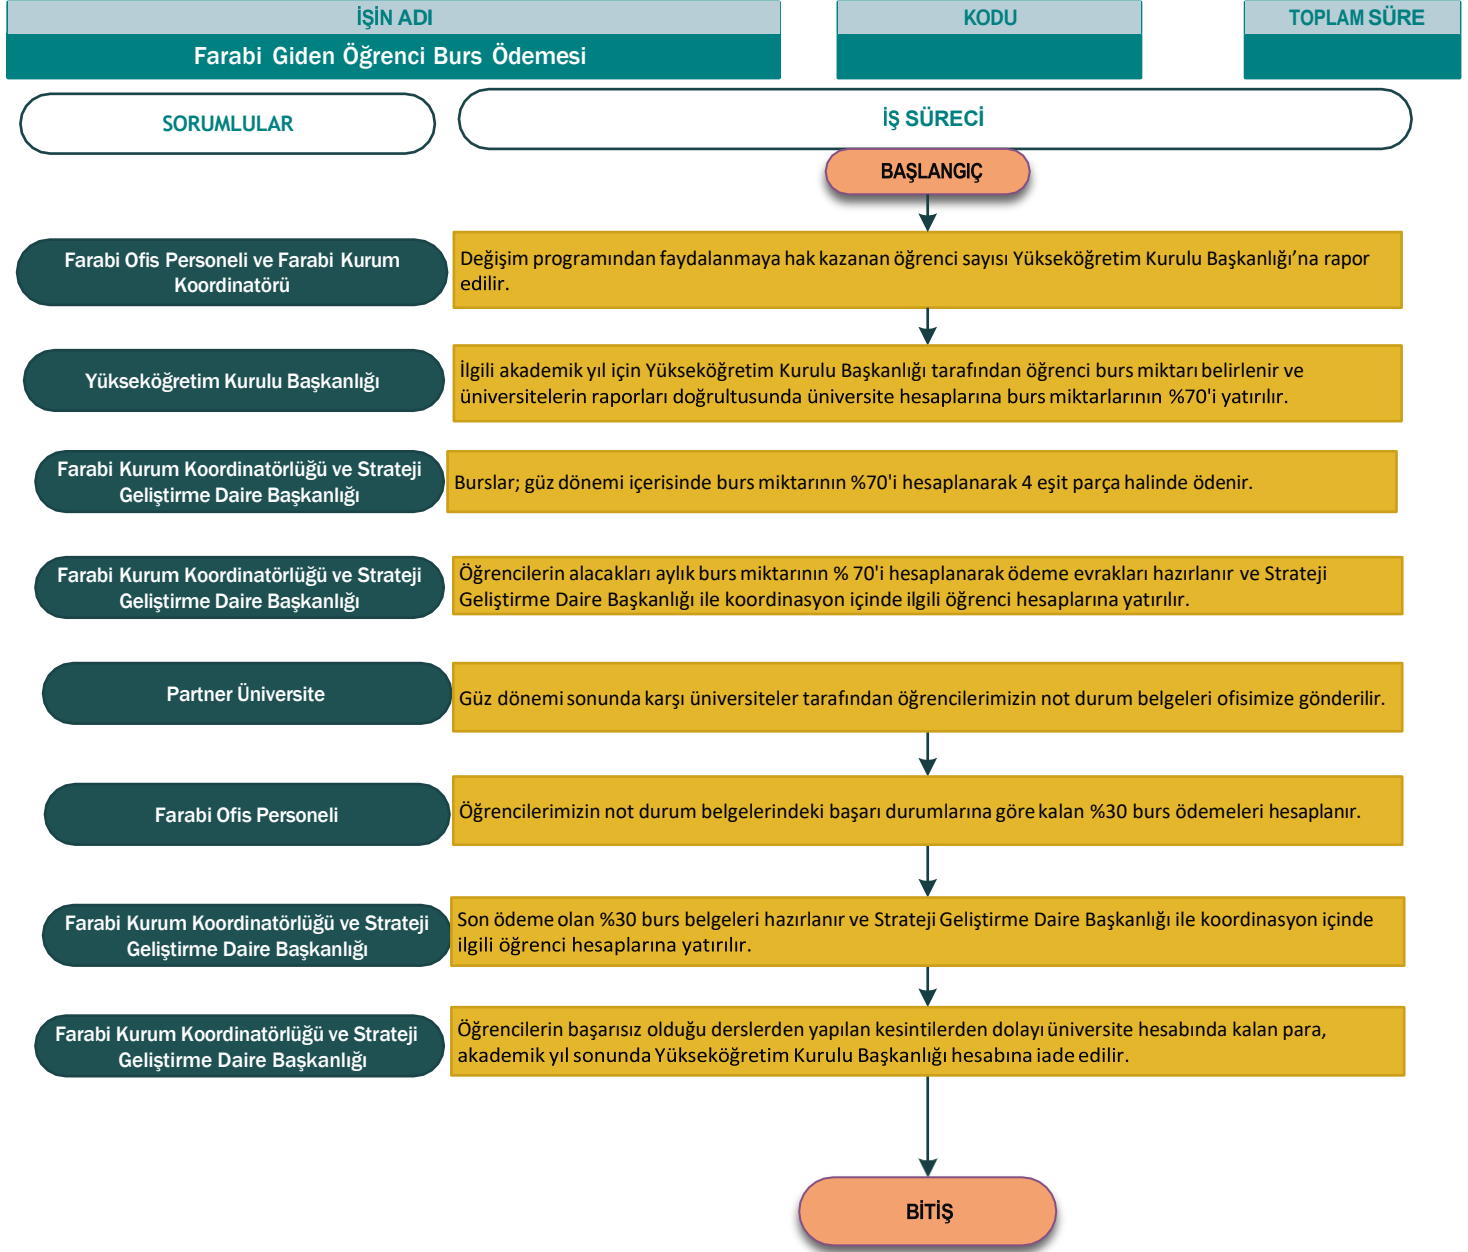 İŞİN ADI
KODU
TOPLAM SÜRE
Farabi Giden Öğrenci Burs Ödemesi
SORUMLULAR
İŞ SÜRECİ
BAŞLANGIÇ
Farabi Ofis Personeli ve Farabi Kurum
Koordinatörü
Değişim programından faydalanmaya hak kazanan öğrenci sayısı Yükseköğretim Kurulu Başkanlığı’na rapor
edilir.
Yükseköğretim Kurulu Başkanlığı
İlgili akademik yıl için Yükseköğretim Kurulu Başkanlığı tarafından öğrenci burs miktarı belirlenir ve
üniversitelerin raporları doğrultusunda üniversite hesaplarına burs miktarlarının %70'i yatırılır.
Farabi Kurum Koordinatörlüğü ve Strateji
Geliştirme Daire Başkanlığı
Burslar; güz dönemi içerisinde burs miktarının %70'i hesaplanarak 4 eşit parça halinde ödenir.
Farabi Kurum Koordinatörlüğü ve Strateji
Geliştirme Daire Başkanlığı
Öğrencilerin alacakları aylık burs miktarının % 70'i hesaplanarak ödeme evrakları hazırlanır ve Strateji
Geliştirme Daire Başkanlığı ile koordinasyon içinde ilgili öğrenci hesaplarına yatırılır.
Partner Üniversite
Güz dönemi sonunda karşı üniversiteler tarafından öğrencilerimizin not durum belgeleri ofisimize gönderilir.
Farabi Ofis Personeli
Öğrencilerimizin not durum belgelerindeki başarı durumlarına göre kalan %30 burs ödemeleri hesaplanır.
Farabi Kurum Koordinatörlüğü ve Strateji
Geliştirme Daire Başkanlığı
Son ödeme olan %30 burs belgeleri hazırlanır ve Strateji Geliştirme Daire Başkanlığı ile koordinasyon içinde
ilgili öğrenci hesaplarına yatırılır.
Farabi Kurum Koordinatörlüğü ve Strateji
Geliştirme Daire Başkanlığı
Öğrencilerin başarısız olduğu derslerden yapılan kesintilerden dolayı üniversite hesabında kalan para,
akademik yıl sonunda Yükseköğretim Kurulu Başkanlığı hesabına iade edilir.
BİTİŞ